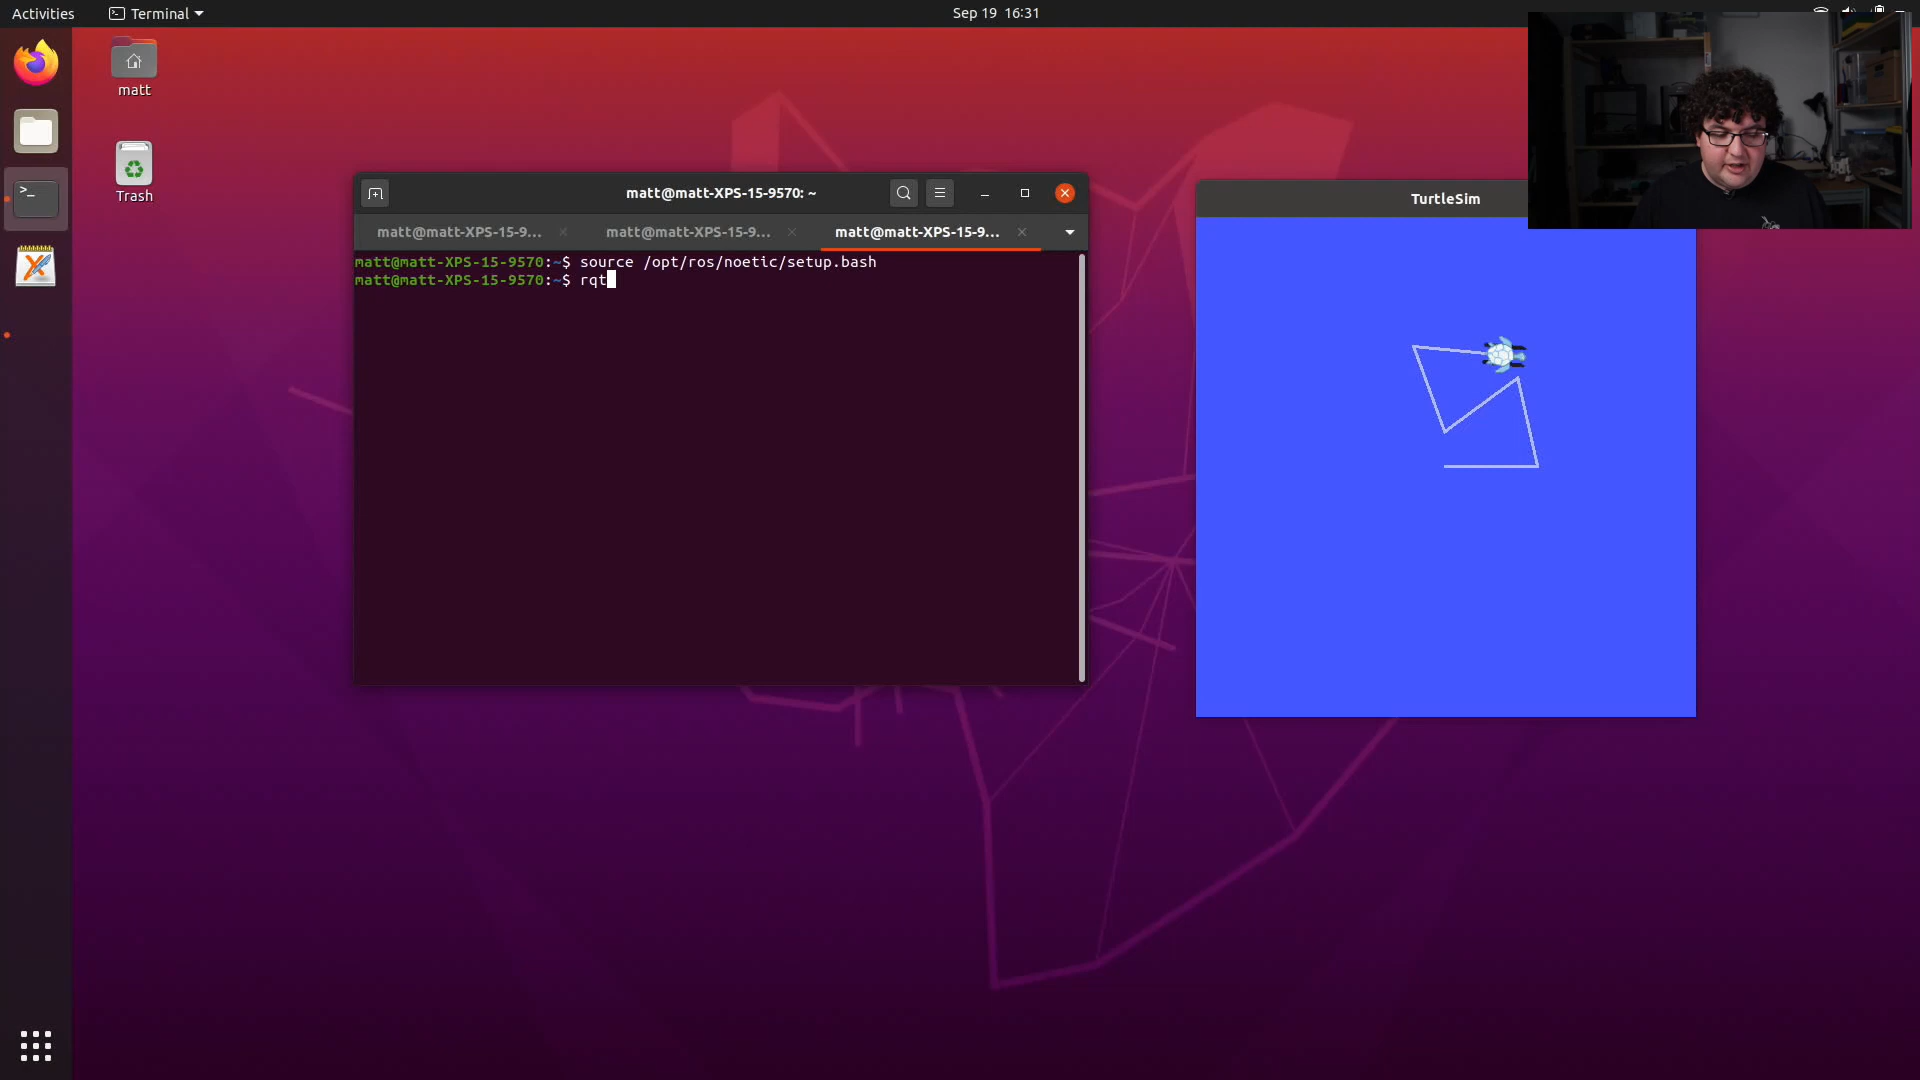 Activities
Terminal
Sep 19 16:31
matt
Trash
matt@matt-XPS-15-9570: ~
matt@matt-XPS-15-9...
matt@matt-XPS-15-9...
matt@matt-XPS-15-9...
matt@matt-XPS-15-9570:~$ source /opt/ros/noetic/setup.bash
matt@matt-XPS-15-9570:~$ rqt
TurtleSim